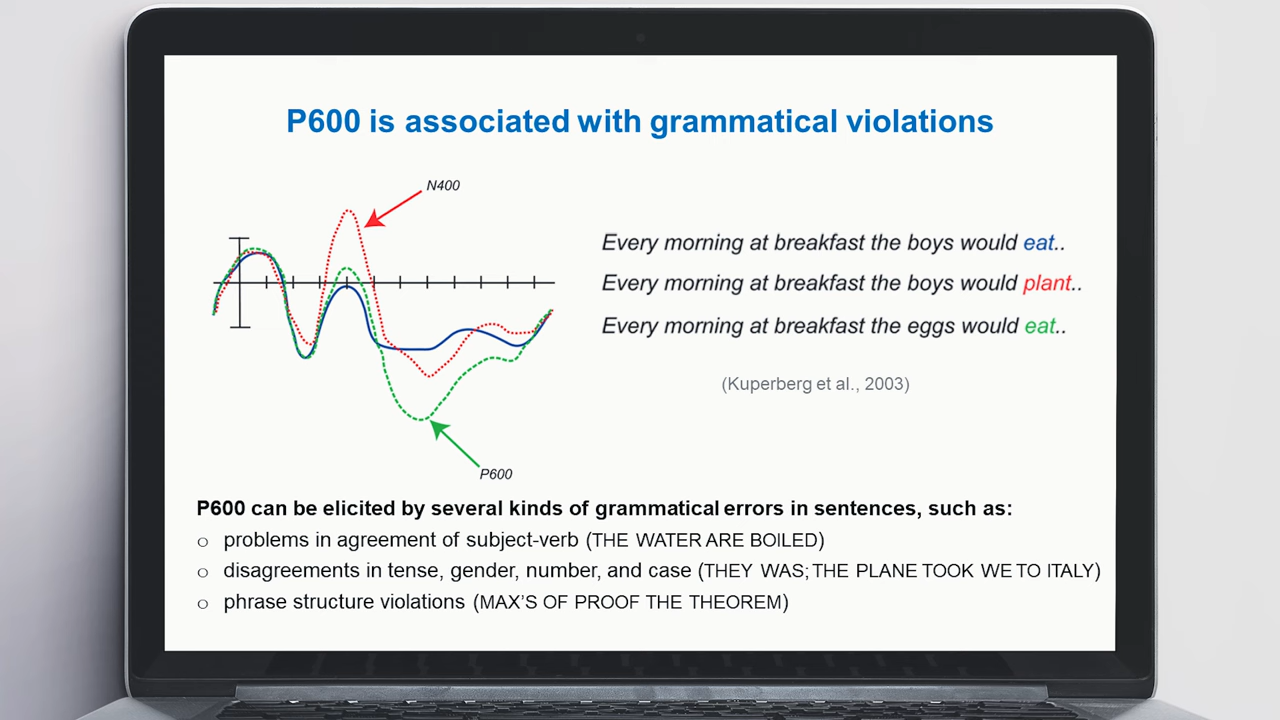 P600 is associated with grammatical violations
N400
Every morning at breakfast the boys would eat..
Every morning at breakfast the boys would plant..
Every morning at breakfast the eggs would eat..
(Kuperberg et al., 2003)
P600
P600 can be elicited by several kinds of grammatical errors in sentences, such as:
o problems in agreement of subject-verb (THE WATER ARE BOILED)
o disagreements in tense, gender, number, and case (THEY WAS; THE PLANE TOOK WE TO ITALY)
o phrase structure violations (MAX’S OF PROOF THE THEOREM)